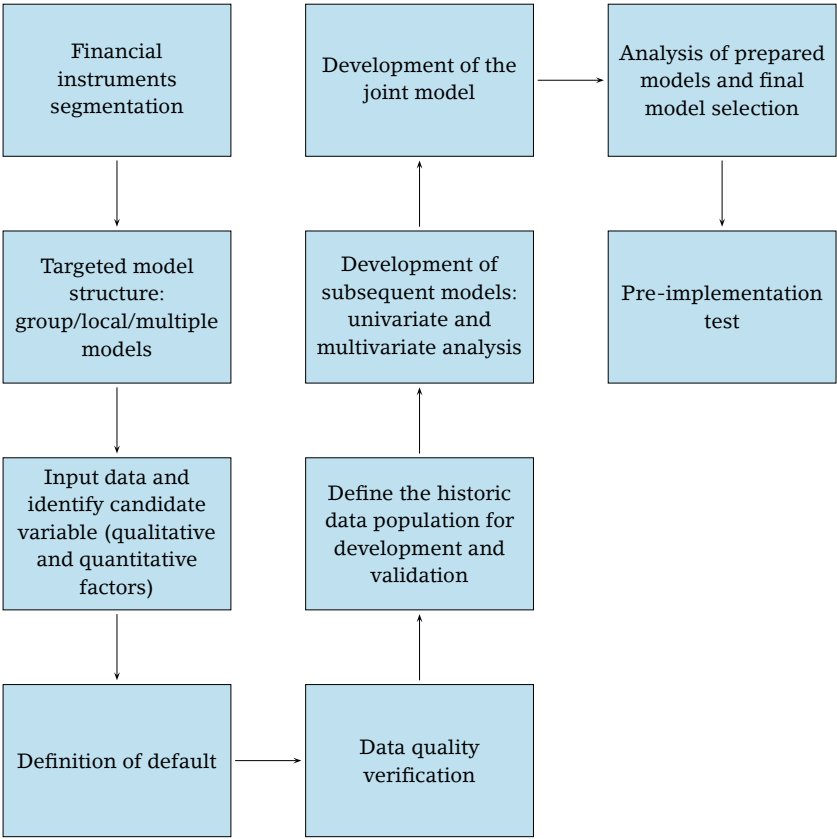 Financial
instruments
segmentation
Targeted model
structure:
group/local/multiple
models
Input data and
identify candidate
variable (qualitative
and quantitative
factors)
Definition of default
Data quality
verification
Define the historic
data population for
development and
validation
Development of
subsequent models:
univariate and
multivariate analysis
Development of the
joint model
Analysis of prepared
models and final
model selection
Pre-implementation
test